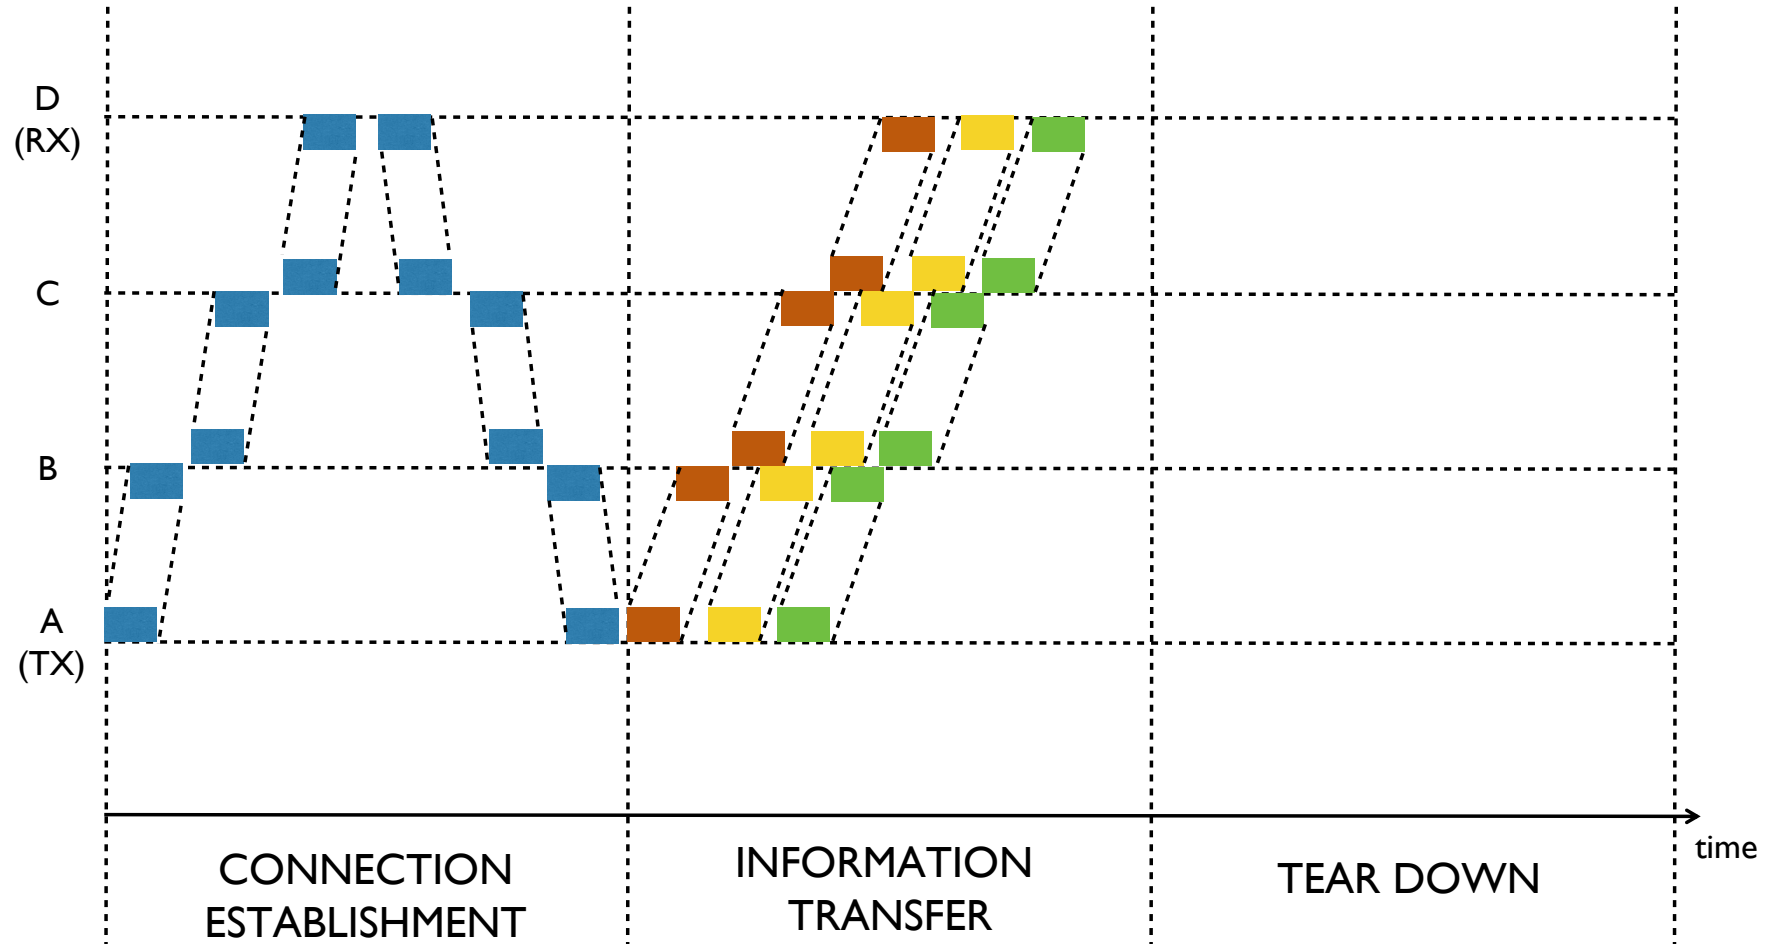 D
(RX)
C
B
A
(TX)
time
CONNECTION
ESTABLISHMENT
INFORMATION
TRANSFER
TEAR DOWN